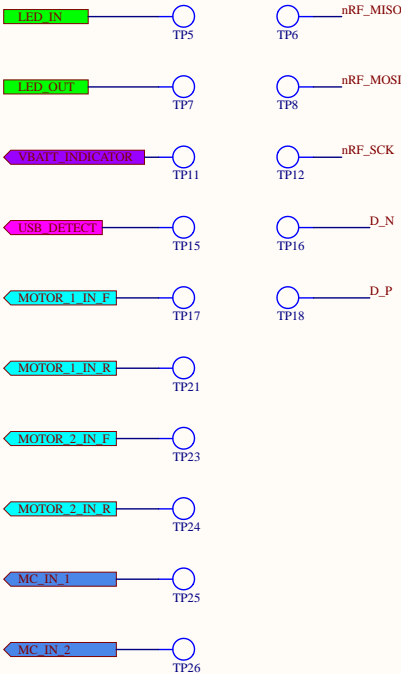 LED_IN
TP5
TP6
nRF_MISO
LED_OUT
TP7
TP8
nRF_MOSI
VBATT_INDICATOR
TP11
TP12
nRF_SCK
USB_DETECT
TP15
TP16
D_N
MOTOR_1_IN_F
TP17
TP18
D_P
MOTOR_1_IN_R
TP21
MOTOR_2_IN_F
TP23
MOTOR_2_IN_R
TP24
MC_IN_1
TP25
MC_IN_2
TP26